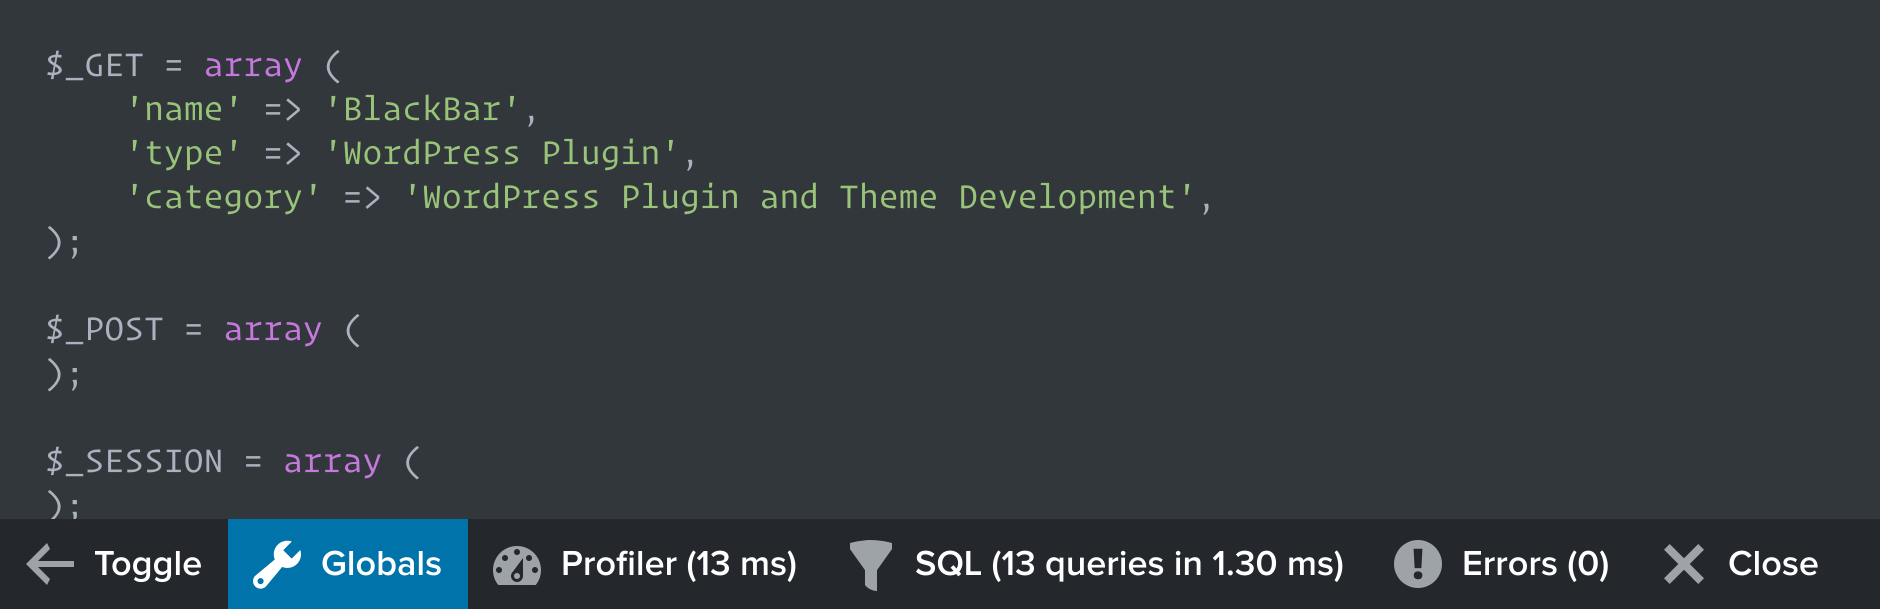 $_GET = array (
    'name' => 'BlackBar',
    'type' => 'WordPress Plugin',
    'category' => 'WordPress Plugin and Theme Development',
);
$_POST = array (
);
$_SESSION = array (
);
Toggle Globals Profiler (13 ms) SQL (13 queries in 1.30 ms) Errors (0) Close